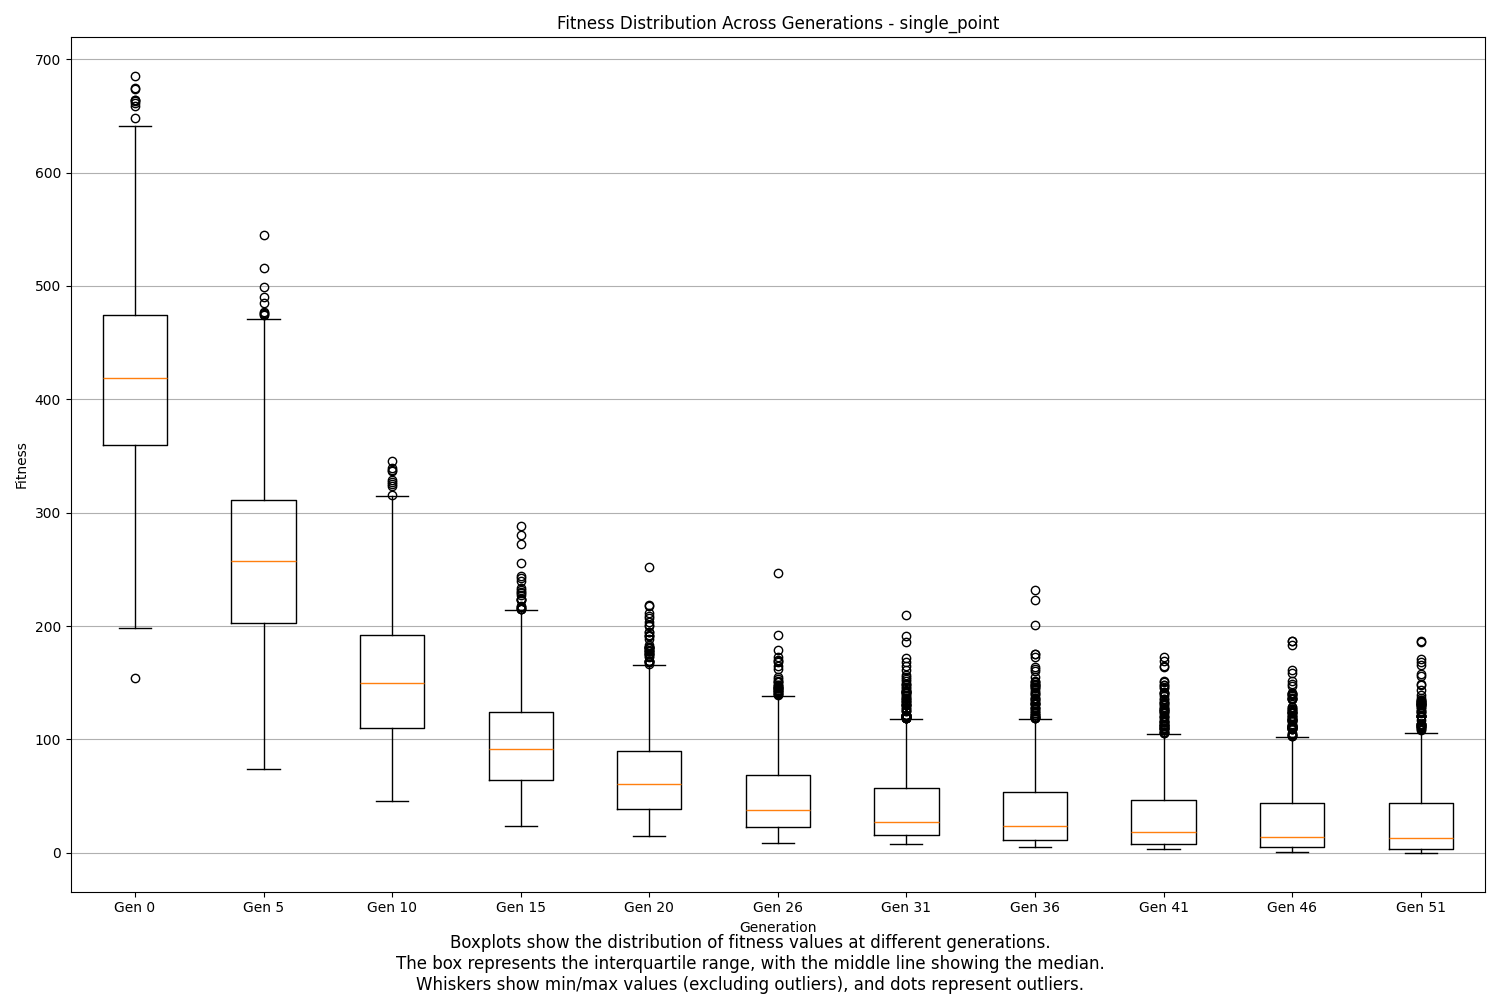 Fitness Distribution Across Generations - single_point
700
600
500
400
300
200
100
0
Fitness
Gen 0 Gen 5 Gen 10 Gen 15 Gen 20 Gen 26 Gen 31 Gen 36 Gen 41 Gen 46 Gen 51
Generation
Boxplots show the distribution of fitness values at different generations.
The box represents the interquartile range, with the middle line showing the median.
Whiskers show min/max values (excluding outliers), and dots represent outliers.